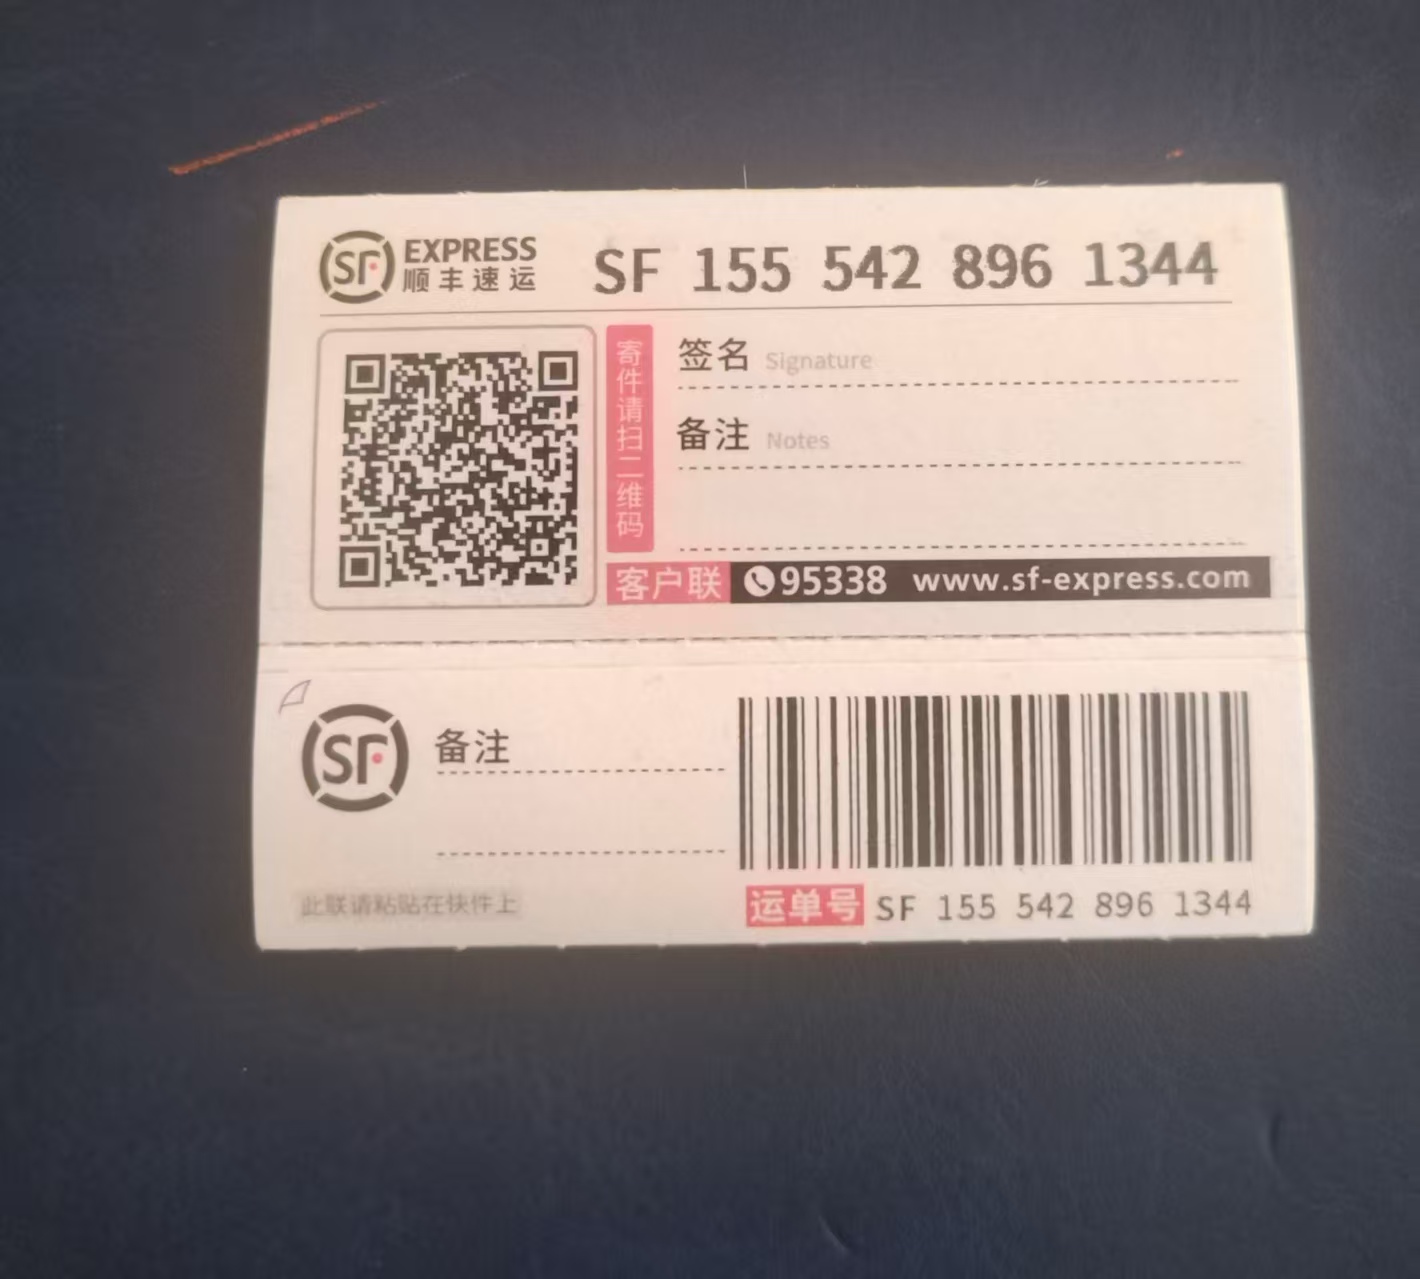 SF EXPRESS
顺丰速运
SF 155 542 896 1344
寄件请扫二维码
签名 Signature
备注 Notes
客户联 95338 www.sf-express.com
SF
备注
此联请粘贴在快件上
运单号 SF 155 542 896 1344